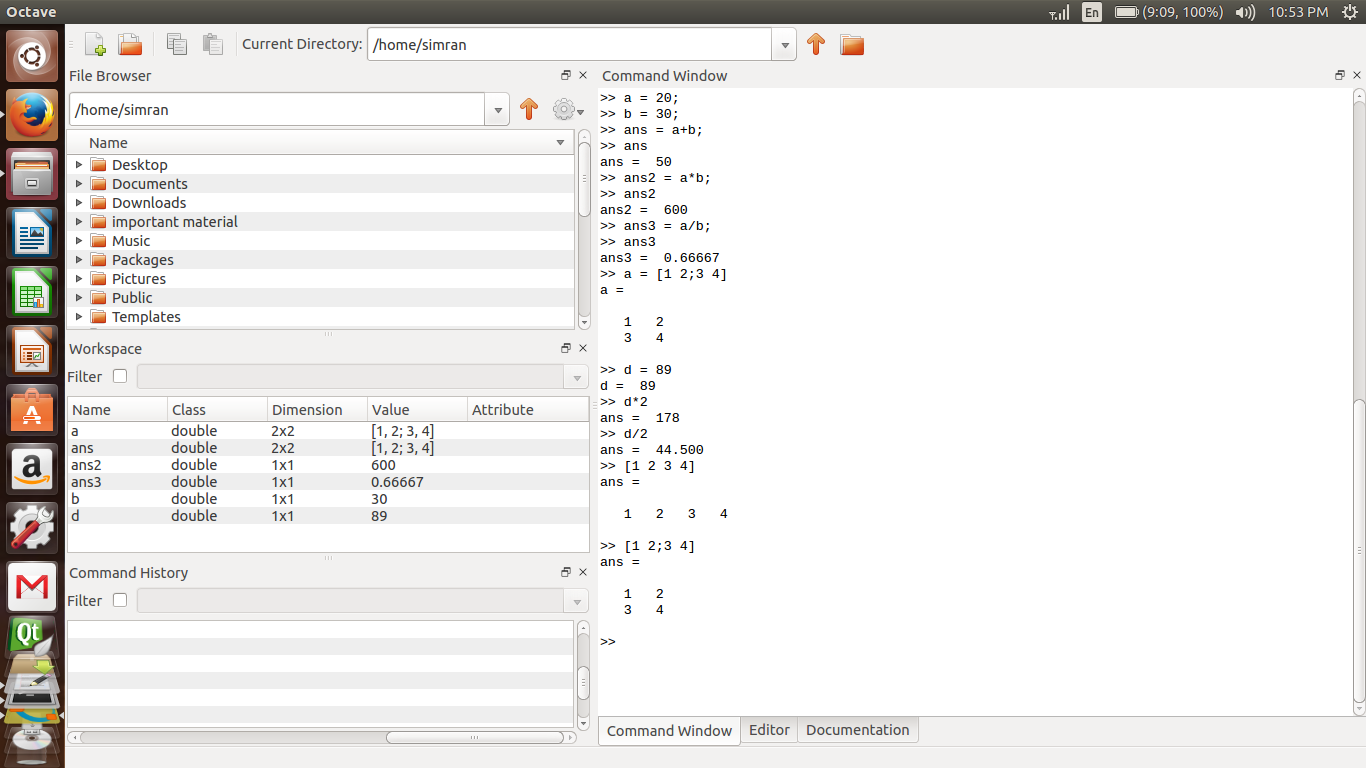 Octave
En
(9:09, 100%)
10:53 PM
Current Directory:
/home/simran
File Browser
/home/simran
Name
Desktop
Documents
Downloads
important material
Music
Packages
Pictures
Public
Templates
Workspace
Filter
Name Class Dimension Value Attribute
a double 2x2 [1, 2; 3, 4]
ans double 2x2 [1, 2; 3, 4]
ans2 double 1x1 600
ans3 double 1x1 0.66667
b double 1x1 30
d double 1x1 89
Command History
Filter
Command Window
>> a = 20;
>> b = 30;
>> ans = a+b;
>> ans
ans =  50
>> ans2 = a*b;
>> ans2
ans2 =  600
>> ans3 = a/b;
>> ans3
ans3 =  0.66667
>> a = [1 2;3 4]
a =
1   2
3   4
>> d = 89
d =  89
>> d*2
ans =  178
>> d/2
ans =  44.500
>> [1 2 3 4]
ans =
1   2   3   4
>> [1 2;3 4]
ans =
1   2
3   4
>>
Command Window Editor Documentation
a
Qt